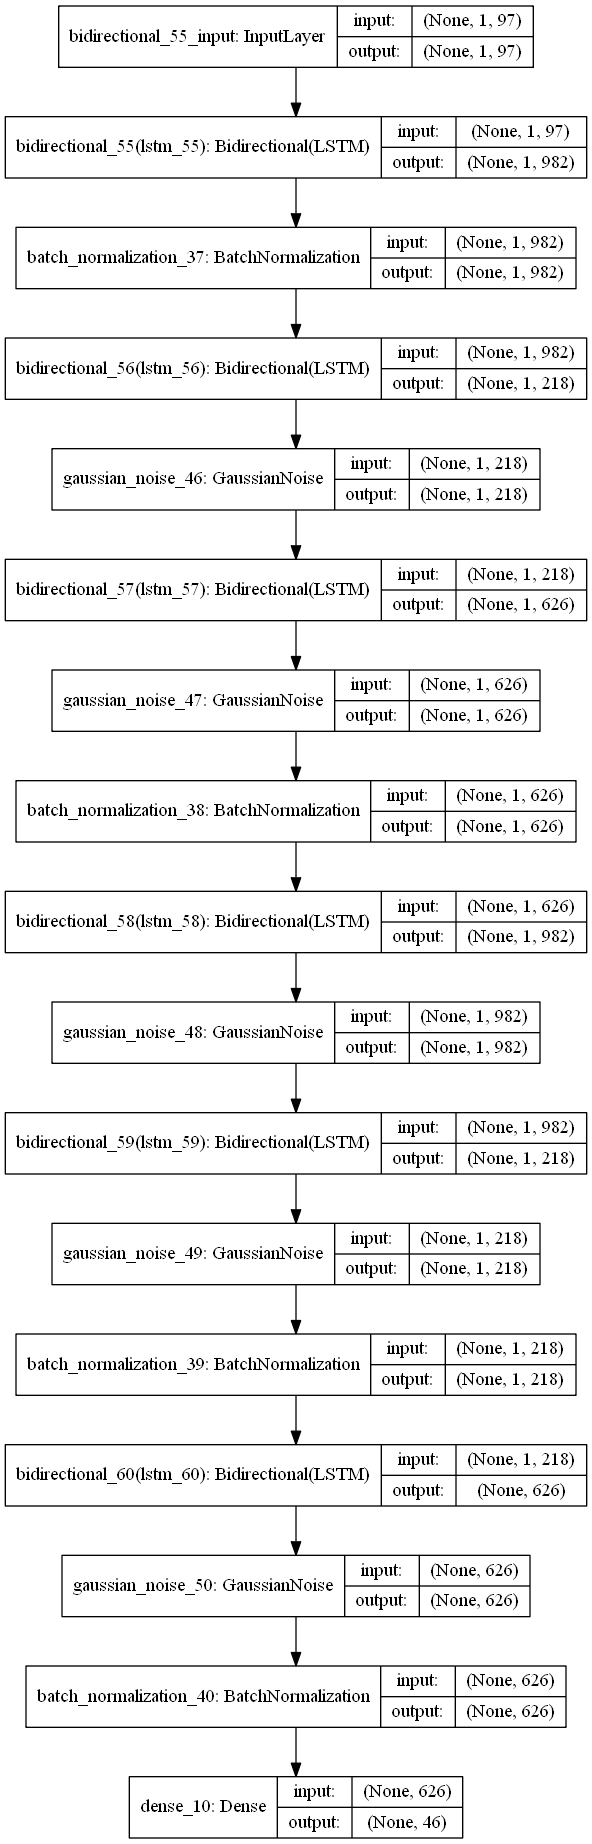 bidirectional_55_input: InputLayer
input: (None, 1, 97)
output: (None, 1, 97)
bidirectional_55(lstm_55): Bidirectional(LSTM)
input: (None, 1, 97)
output: (None, 1, 982)
batch_normalization_37: BatchNormalization
input: (None, 1, 982)
output: (None, 1, 982)
bidirectional_56(lstm_56): Bidirectional(LSTM)
input: (None, 1, 982)
output: (None, 1, 218)
gaussian_noise_46: GaussianNoise
input: (None, 1, 218)
output: (None, 1, 218)
bidirectional_57(lstm_57): Bidirectional(LSTM)
input: (None, 1, 218)
output: (None, 1, 626)
gaussian_noise_47: GaussianNoise
input: (None, 1, 626)
output: (None, 1, 626)
batch_normalization_38: BatchNormalization
input: (None, 1, 626)
output: (None, 1, 626)
bidirectional_58(lstm_58): Bidirectional(LSTM)
input: (None, 1, 626)
output: (None, 1, 982)
gaussian_noise_48: GaussianNoise
input: (None, 1, 982)
output: (None, 1, 982)
bidirectional_59(lstm_59): Bidirectional(LSTM)
input: (None, 1, 982)
output: (None, 1, 218)
gaussian_noise_49: GaussianNoise
input: (None, 1, 218)
output: (None, 1, 218)
batch_normalization_39: BatchNormalization
input: (None, 1, 218)
output: (None, 1, 218)
bidirectional_60(lstm_60): Bidirectional(LSTM)
input: (None, 1, 218)
output: (None, 626)
gaussian_noise_50: GaussianNoise
input: (None, 626)
output: (None, 626)
batch_normalization_40: BatchNormalization
input: (None, 626)
output: (None, 626)
dense_10: Dense
input: (None, 626)
output: (None, 46)